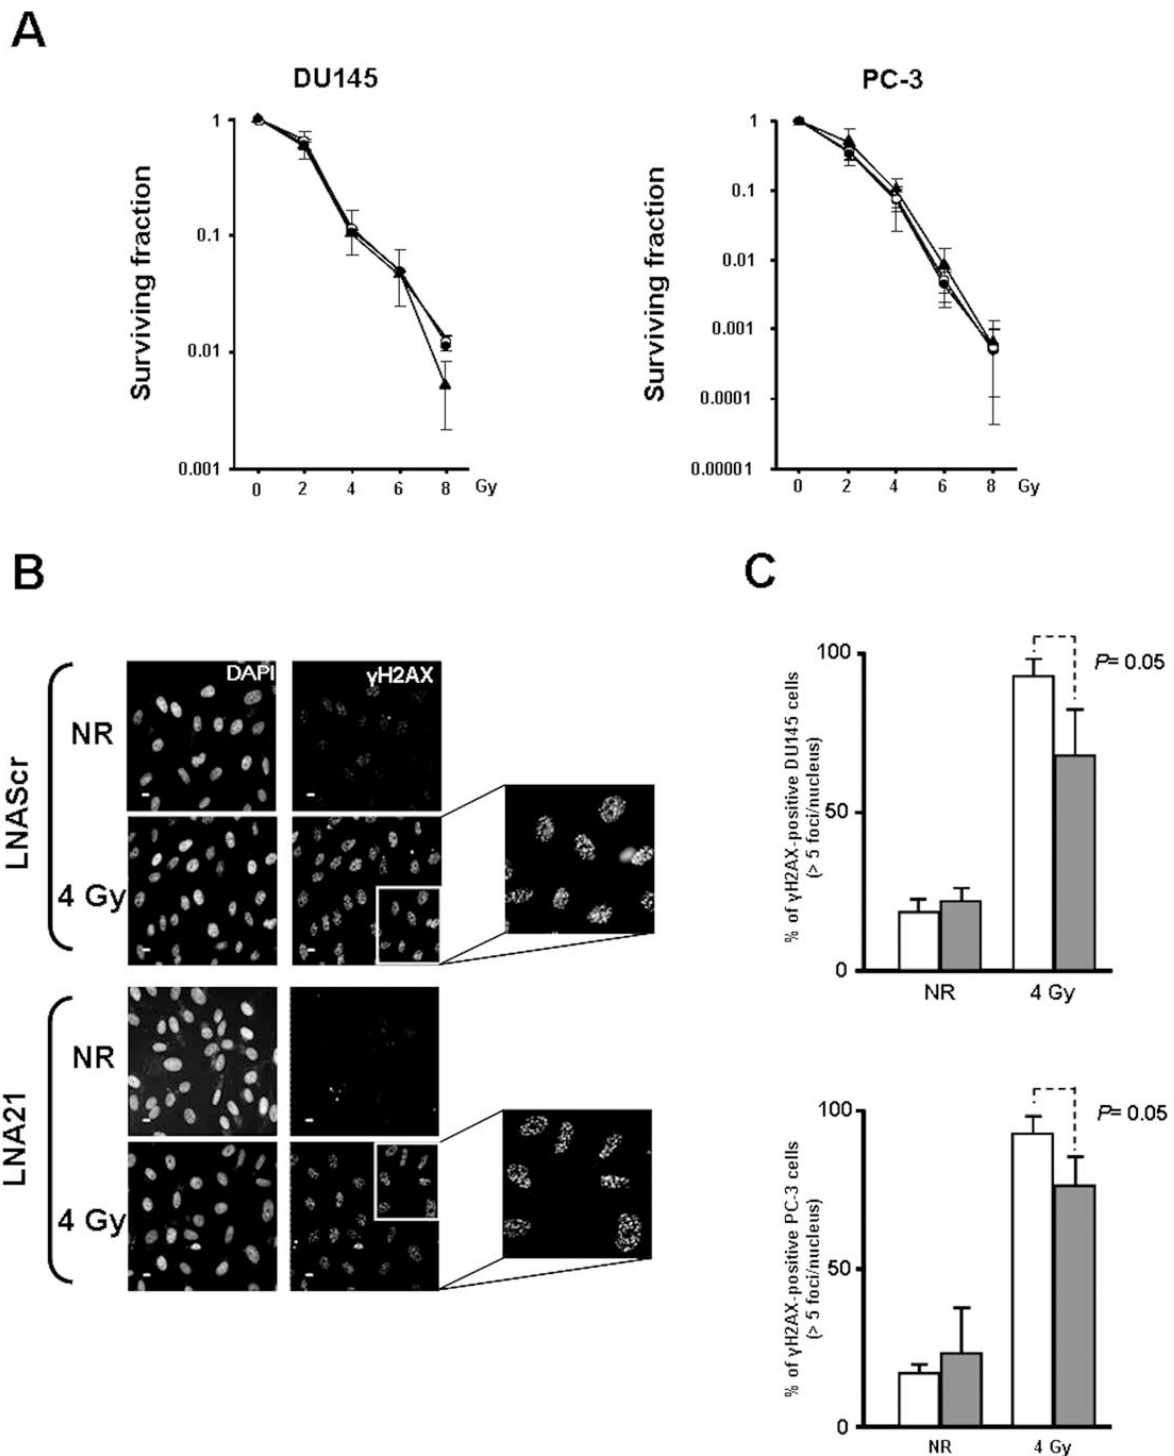 A
DU145
PC-3
Surviving fraction
1
0.1
0.01
0.001
0
2
4
6
8
Gy
Surviving fraction
1
0.1
0.01
0.001
0.0001
0.00001
0
2
4
6
8
Gy
B
LNAScr
NR
4 Gy
DAPI
γH2AX
LNA21
NR
4 Gy
C
% of γH2AX-positive DU145 cells
(> 5 foci/nucleus)
100
50
0
P= 0.05
NR
4 Gy
% of γH2AX-positive PC-3 cells
(> 5 foci/nucleus)
100
50
0
P= 0.05
NR
4 Gy